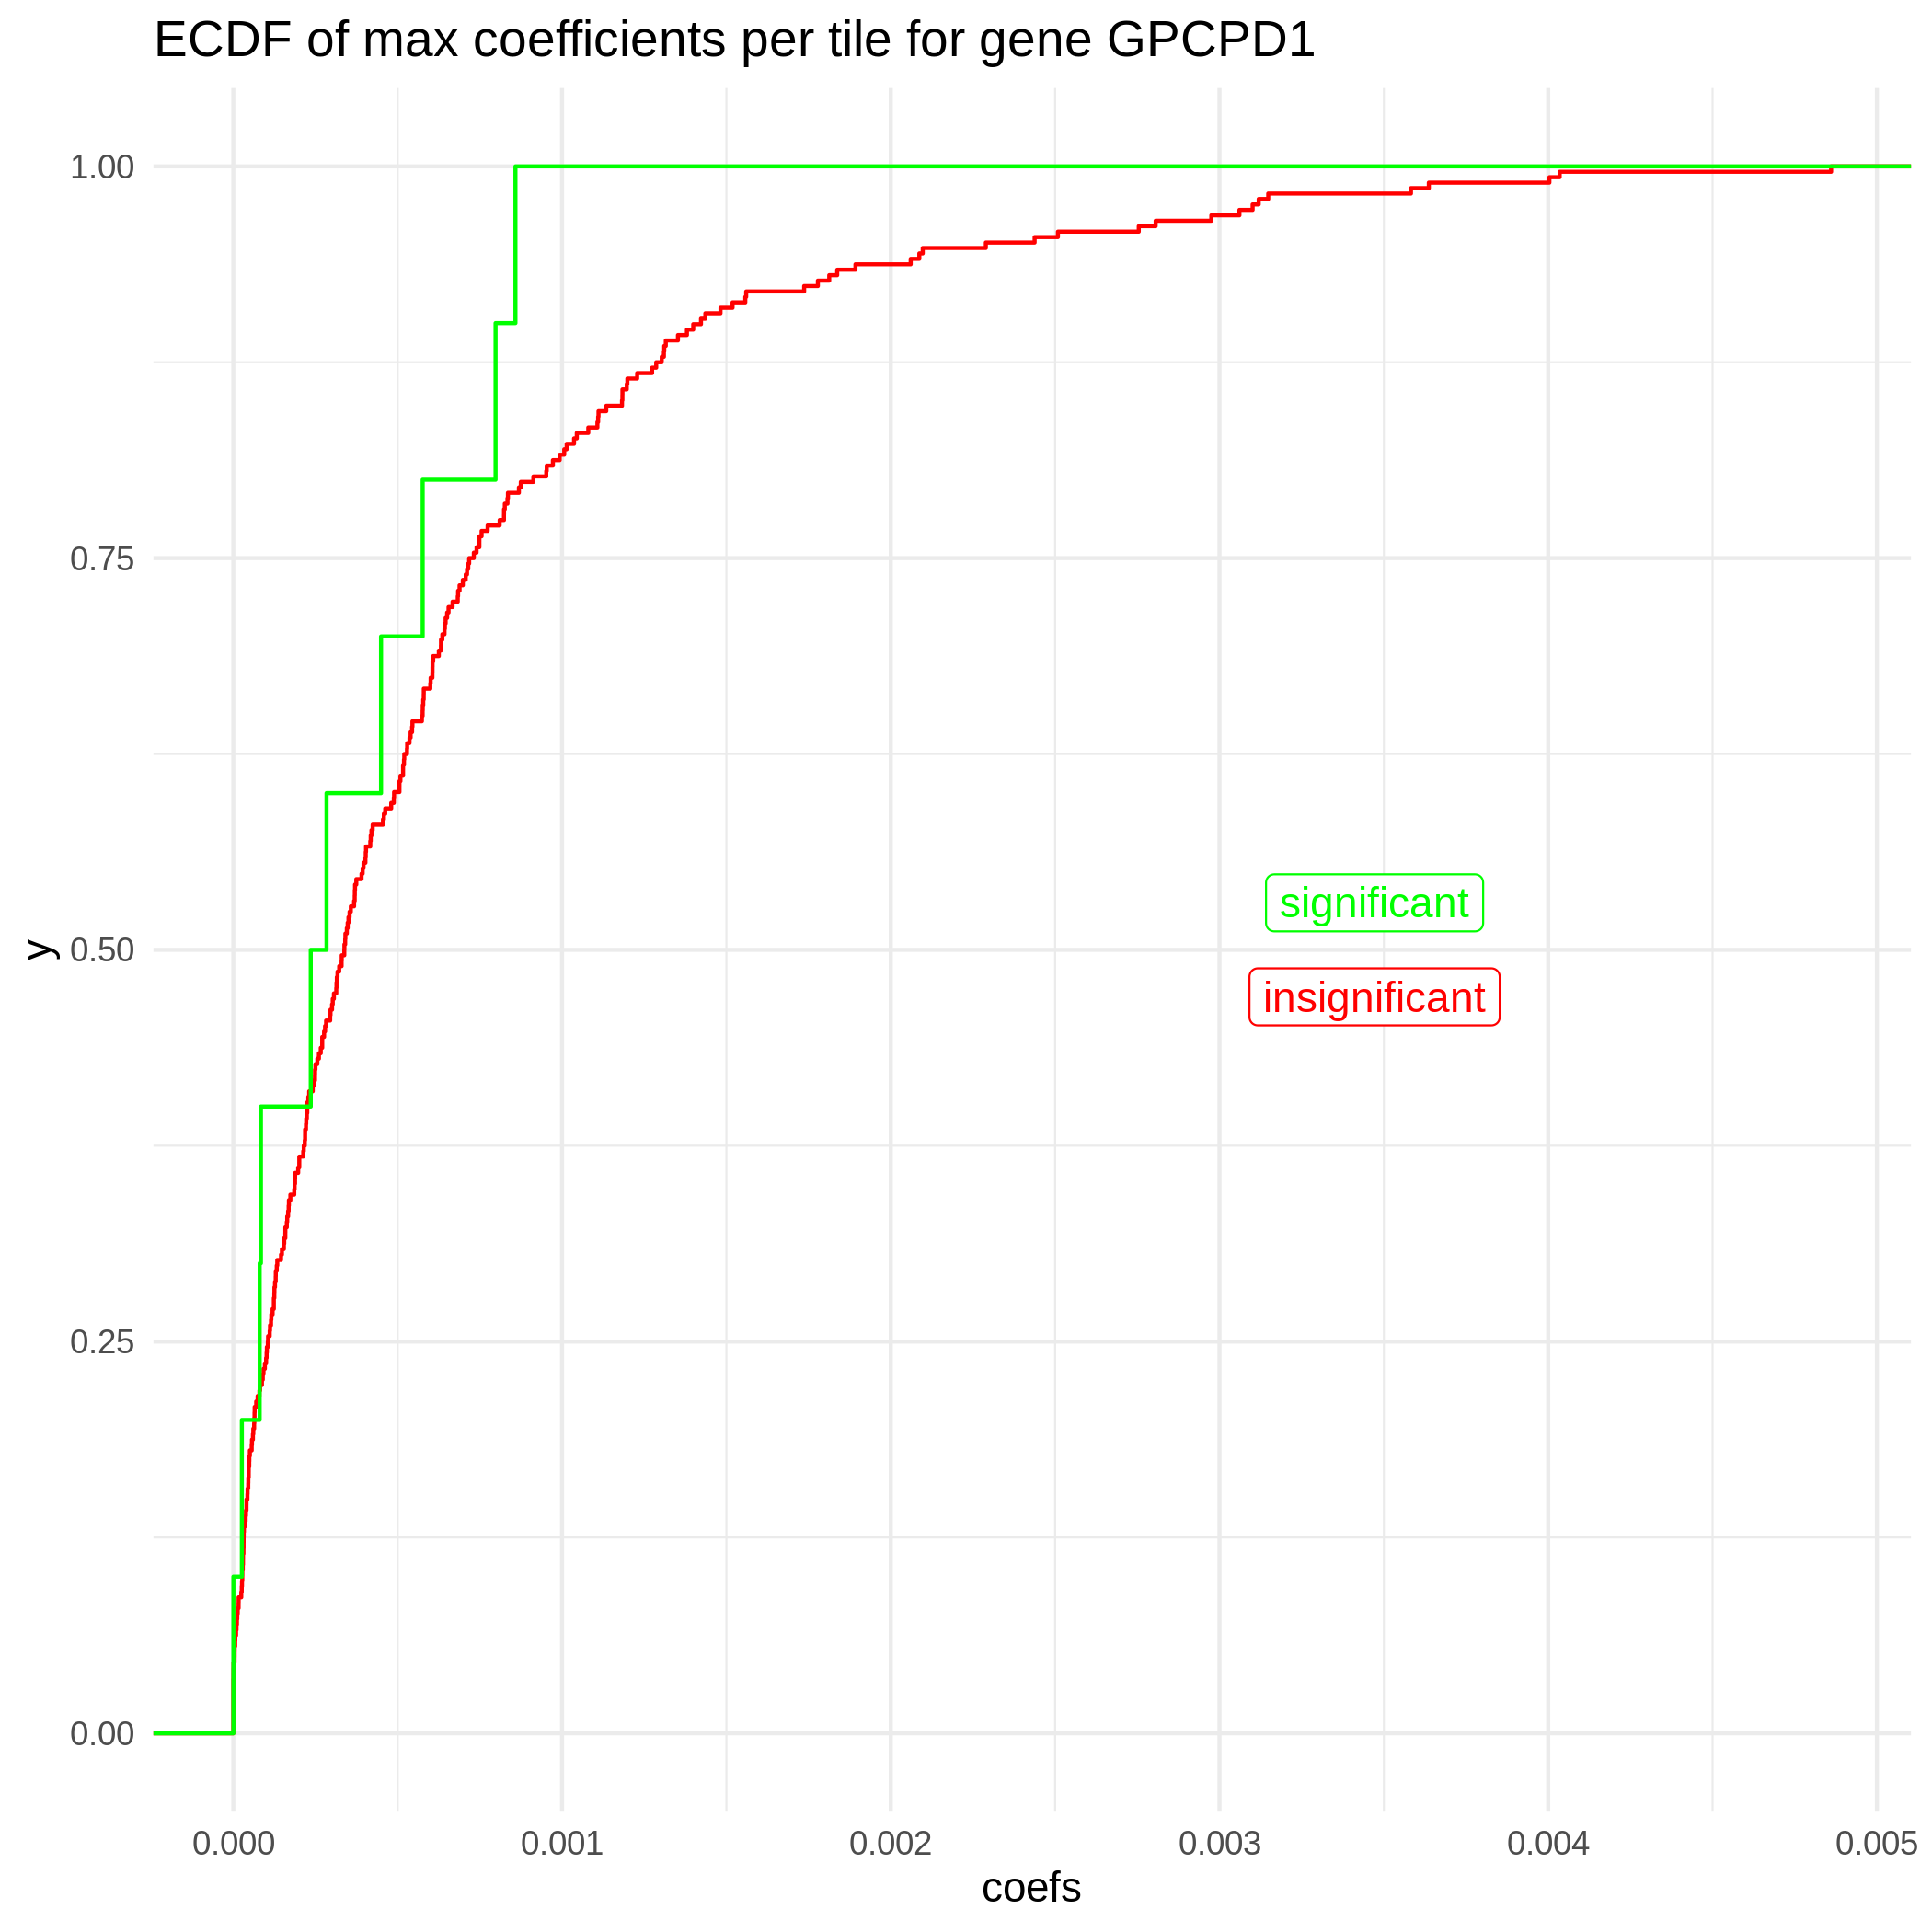 ECDF of max coefficients per tile for gene GPCPD1
1.00
0.75
0.50
0.25
0.00
y
significant
insignificant
0.000 0.001 0.002 0.003 0.004 0.005
coefs